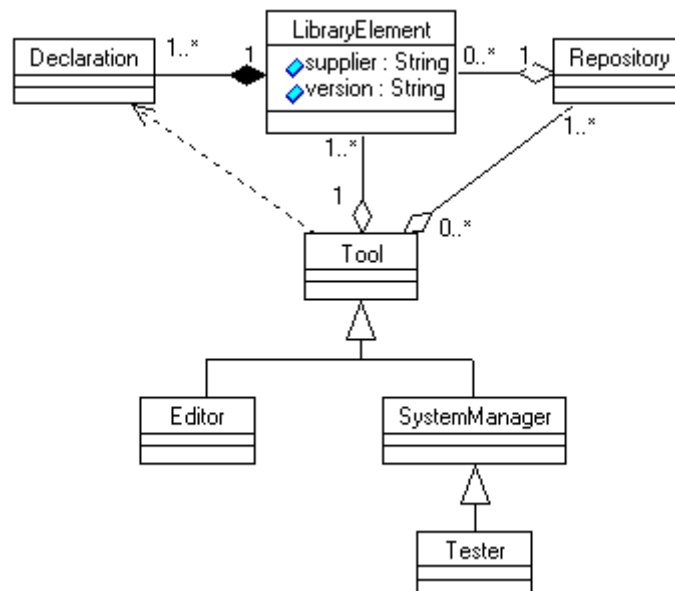 LibraryElement
supplier : String
version : String
Declaration
1..*
1
0..*
1
Repository
1..*
1
1..*
0..*
Tool
Editor
SystemManager
Tester